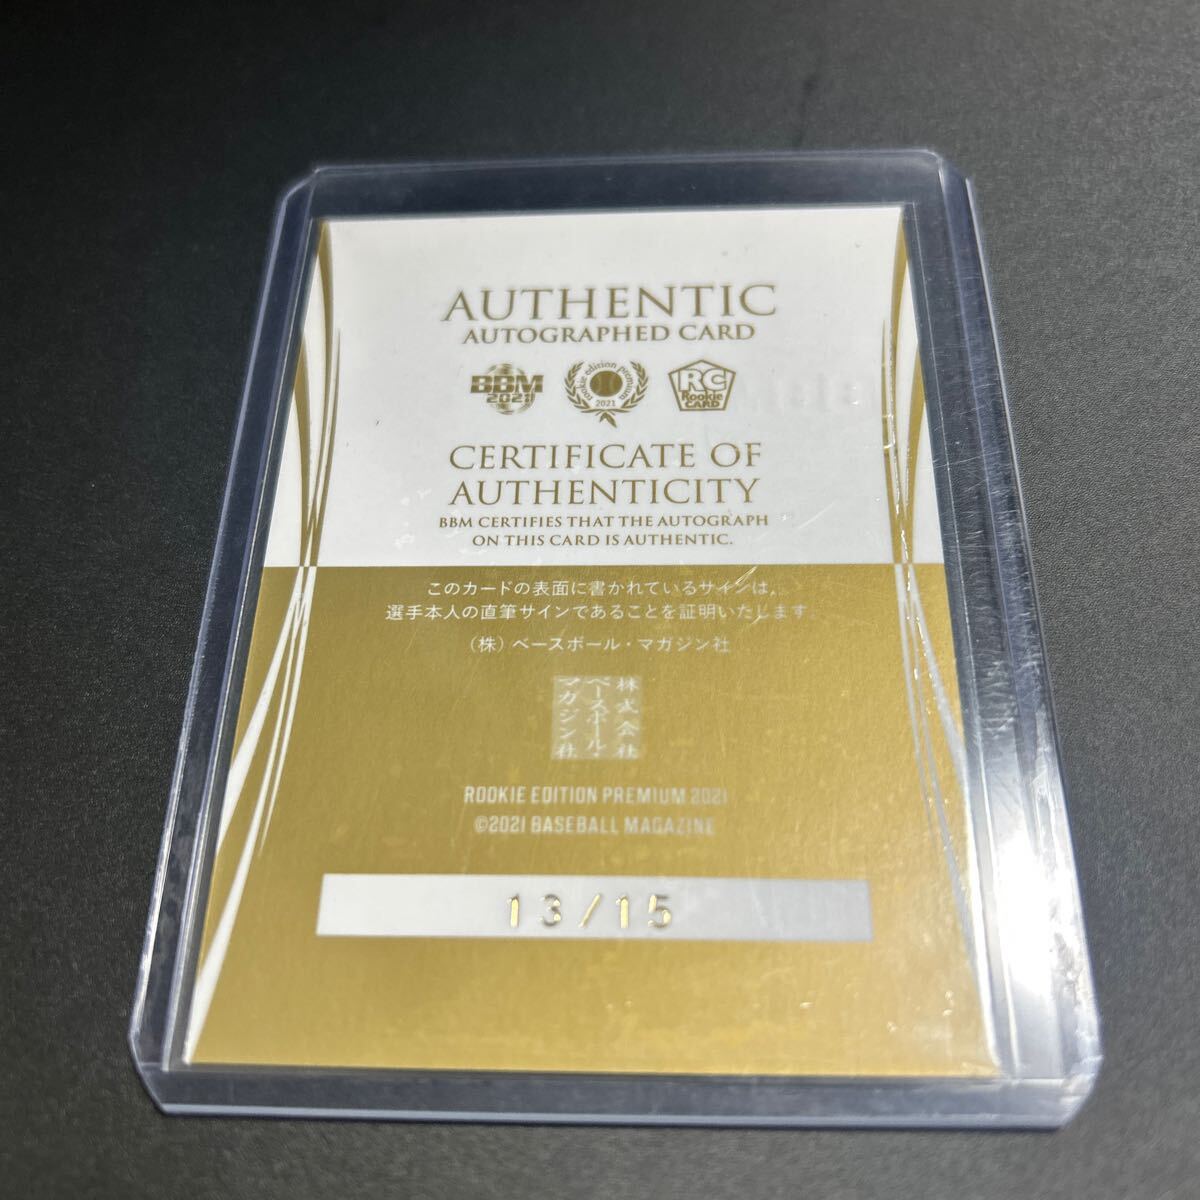 AUTHENTIC
AUTOGRAPHED CARD
BBM
2021
rookie edition premium
2021
RC
Rookie
CARD
CERTIFICATE OF
AUTHENTICITY
BBM CERTIFIES THAT THE AUTOGRAPH
ON THIS CARD IS AUTHENTIC.
このカードの表面に書かれているサインは、
選手本人の直筆サインであることを証明いたします。
（株）ベースボール・マガジン社
株式会社
ベースボール・
マガジン社
ROOKIE EDITION PREMIUM 2021
©2021 BASEBALL MAGAZINE
13/15